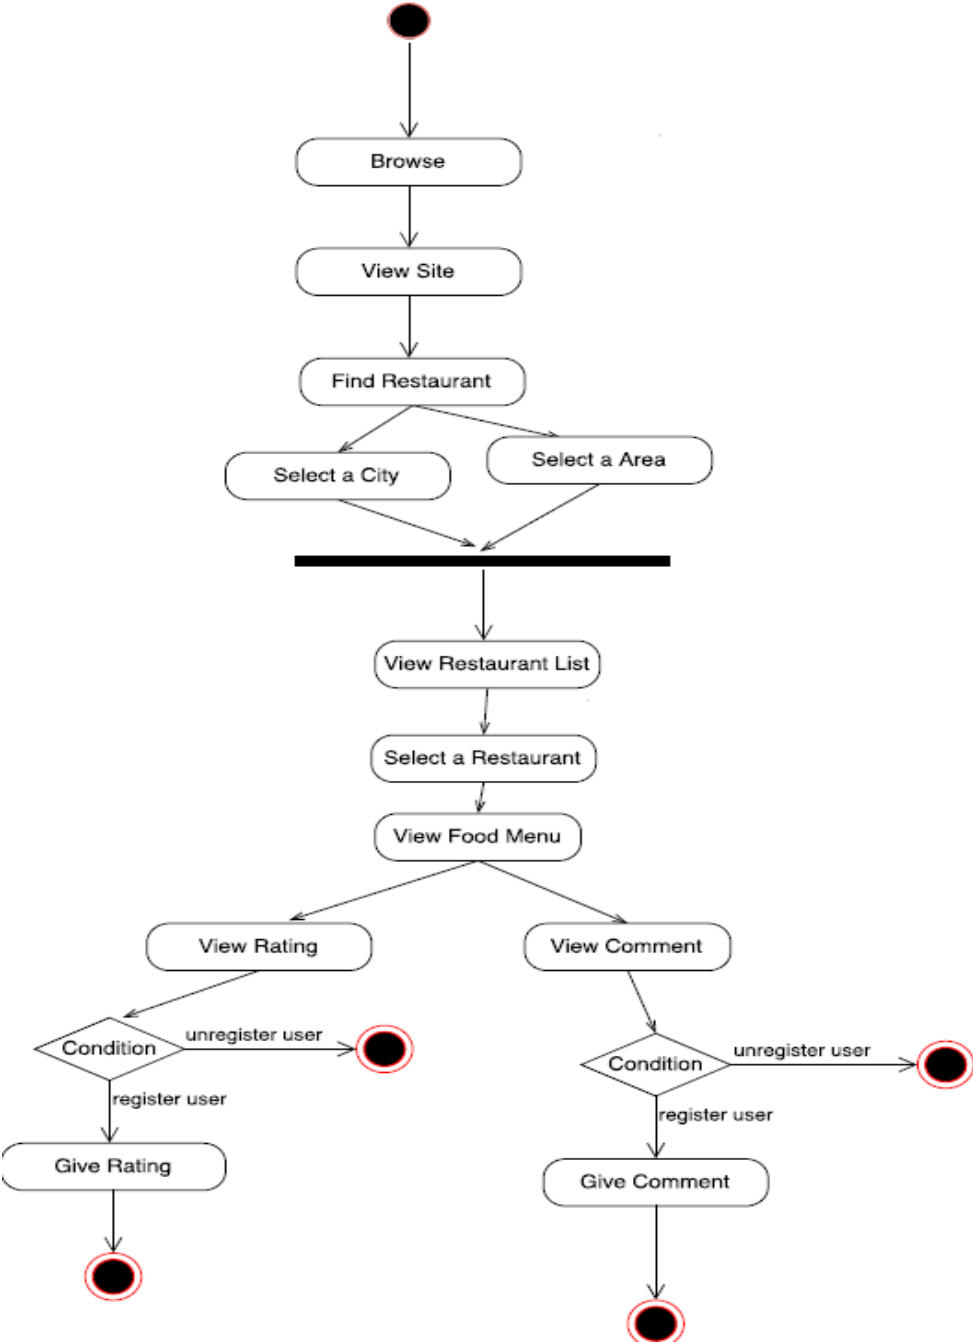 Browse
View Site
Find Restaurant
Select a City
Select a Area
View Restaurant List
Select a Restaurant
View Food Menu
View Rating
View Comment
Condition
unregister user
register user
Give Rating
Condition
unregister user
register user
Give Comment